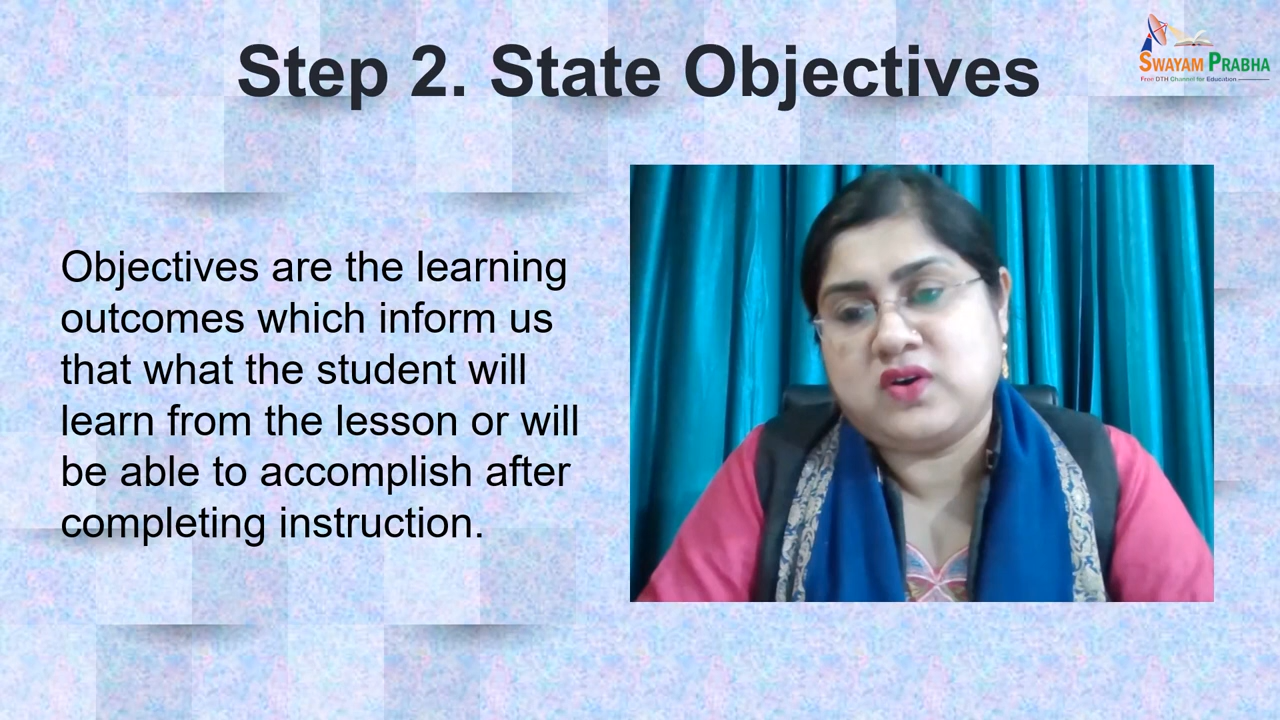 Step 2. State Objectives
SWAYAM PRABHA
Free DTH Channel for Education
Objectives are the learning
outcomes which inform us
that what the student will
learn from the lesson or will
be able to accomplish after
completing instruction.